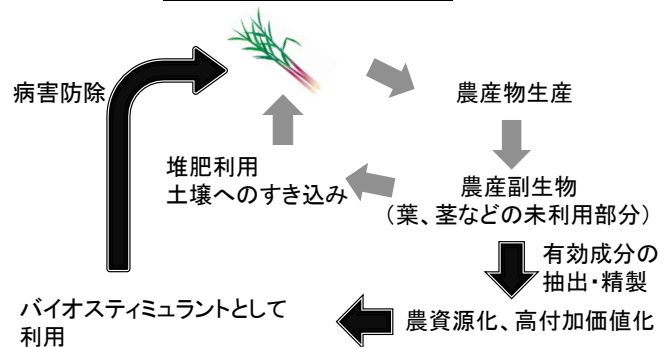 病害防除
農産物生産
堆肥利用
土壌へのすき込み
農産副生物
（葉、茎などの未利用部分）
有効成分の
抽出・精製
バイオスティミュラントとして
利用
農資源化、高付加価値化